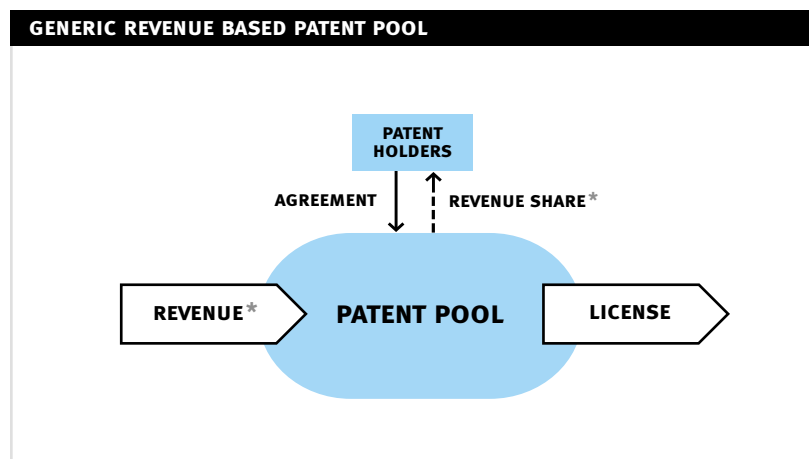 GENERIC REVENUE BASED PATENT POOL
PATENT
HOLDERS
AGREEMENT
REVENUE SHARE*
REVENUE*
PATENT POOL
LICENSE